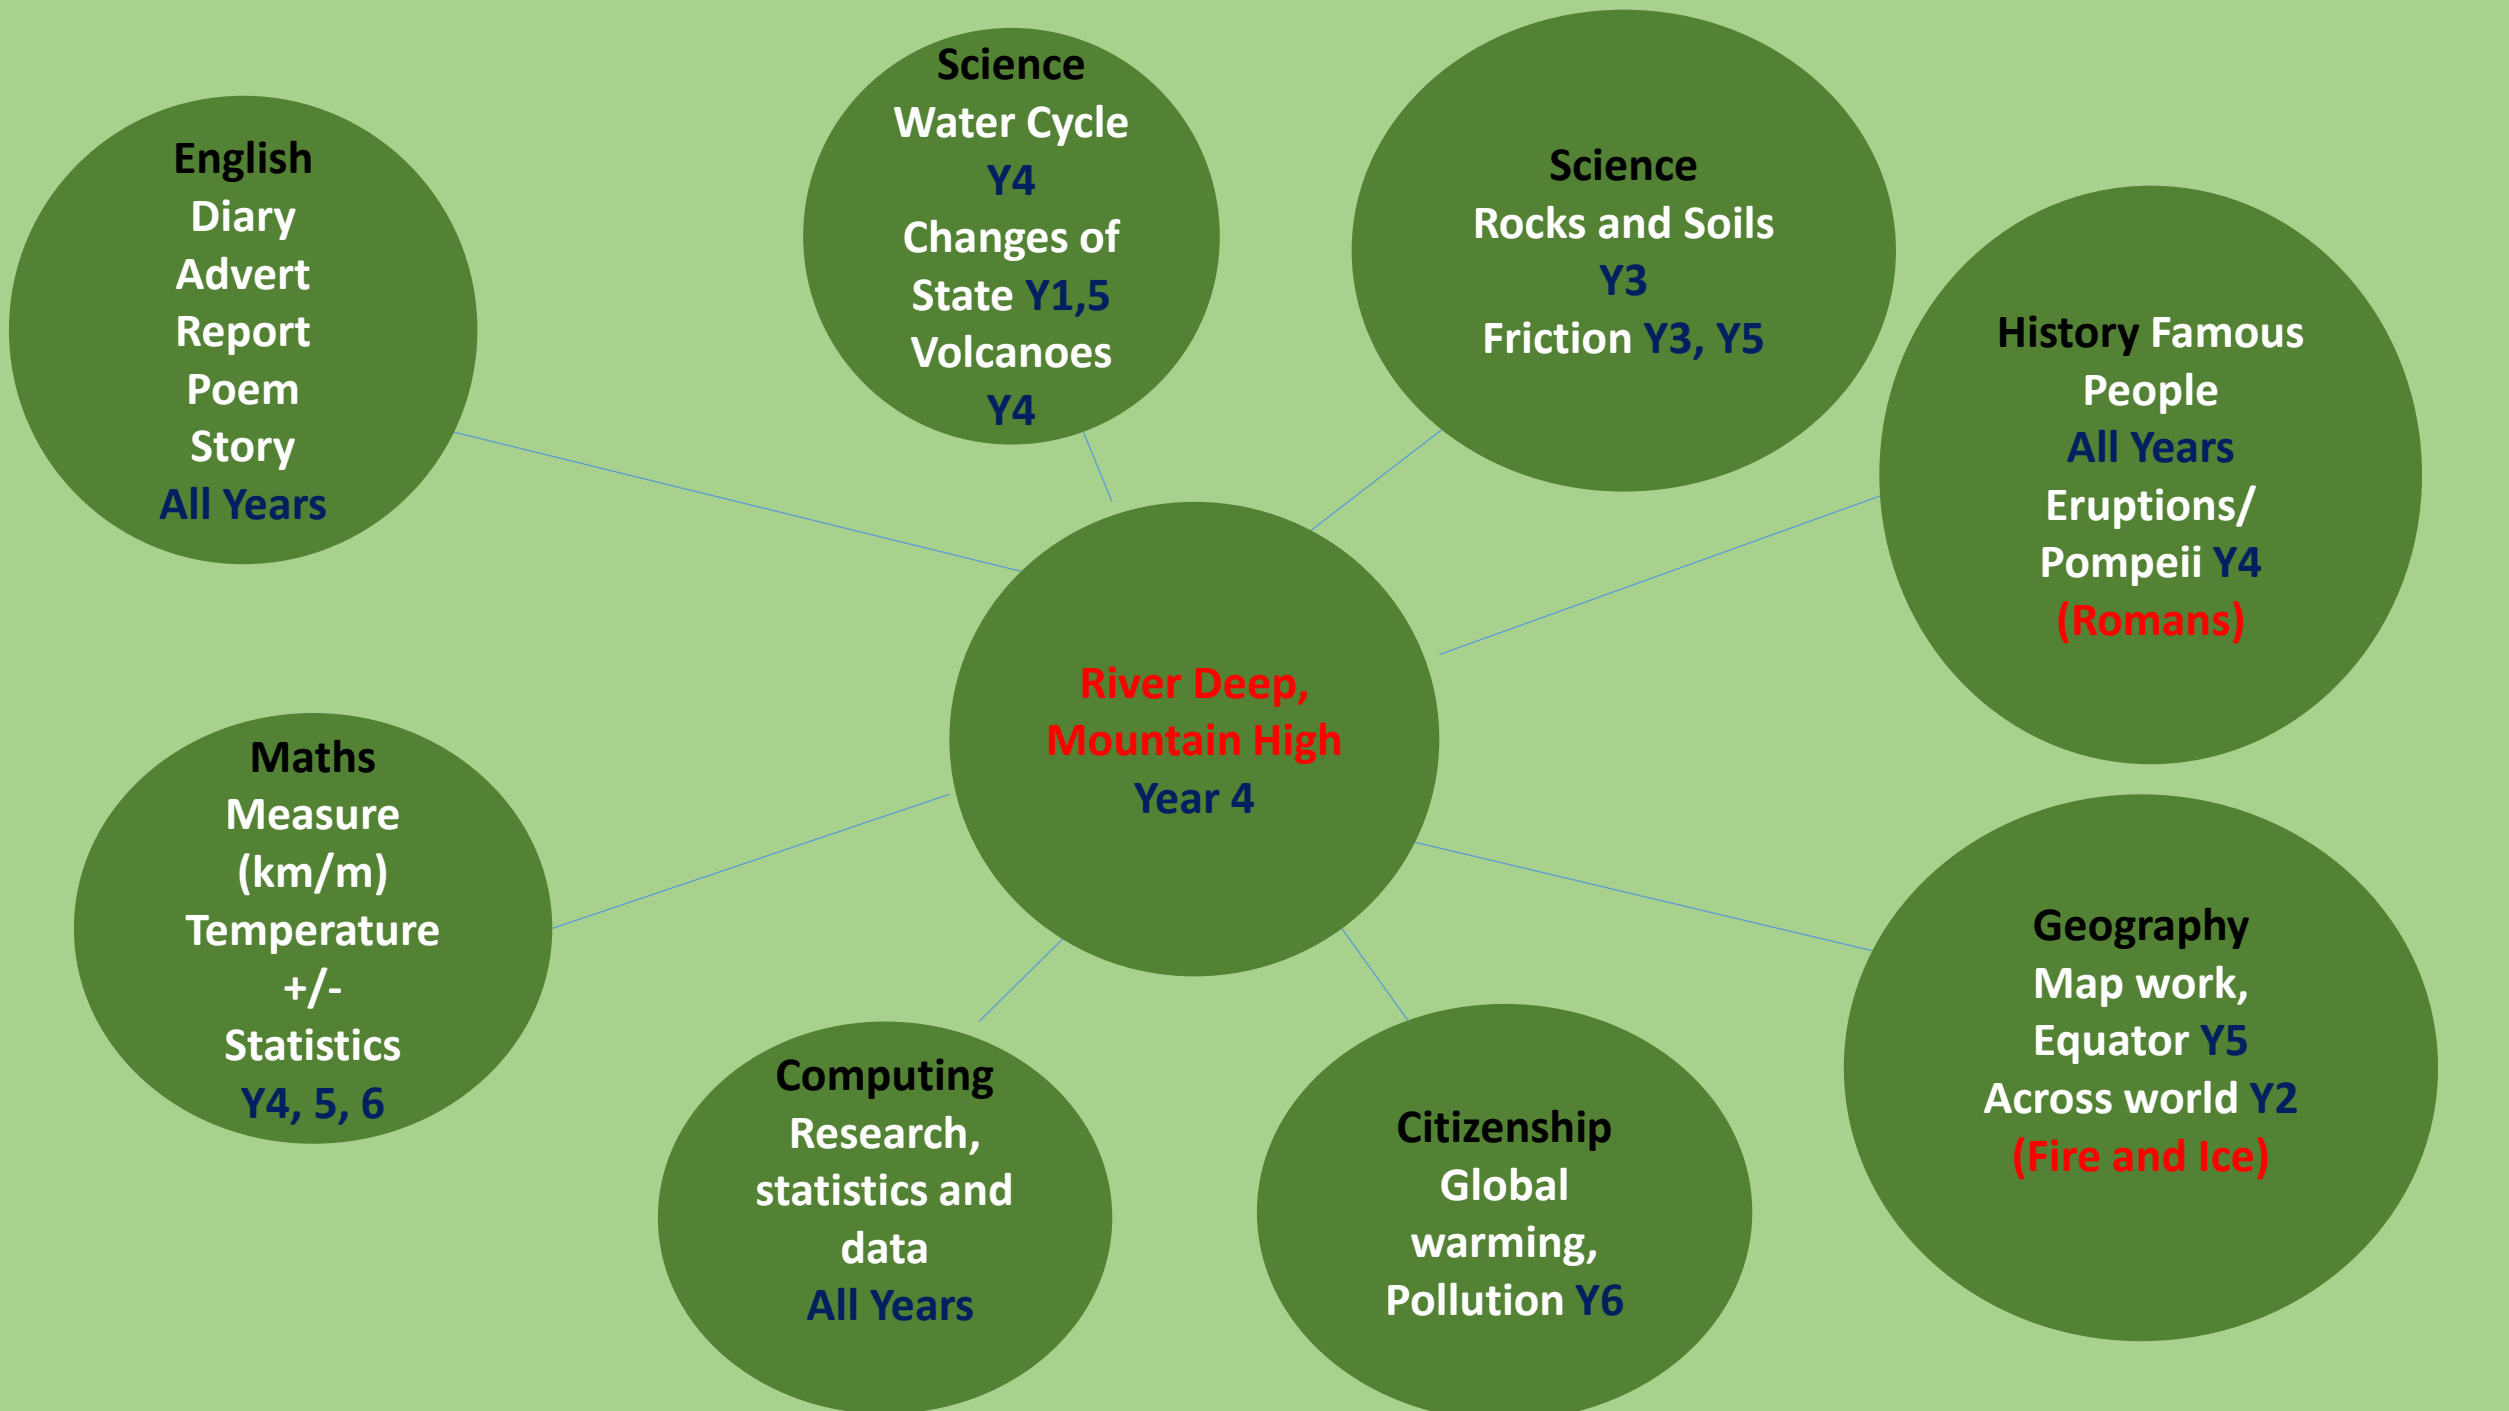 English
Diary
Advert
Report
Poem
Story
All Years
Science
Water Cycle
Y4
Changes of
State Y1,5
Volcanoes
Y4
Science
Rocks and Soils
Y3
Friction Y3, Y5
History Famous
People
All Years
Eruptions/
Pompeii Y4
(Romans)
River Deep,
Mountain High
Year 4
Maths
Measure
(km/m)
Temperature
+/-
Statistics
Y4, 5, 6
Computing
Research,
statistics and
data
All Years
Citizenship
Global
warming,
Pollution Y6
Geography
Map work,
Equator Y5
Across world Y2
(Fire and Ice)